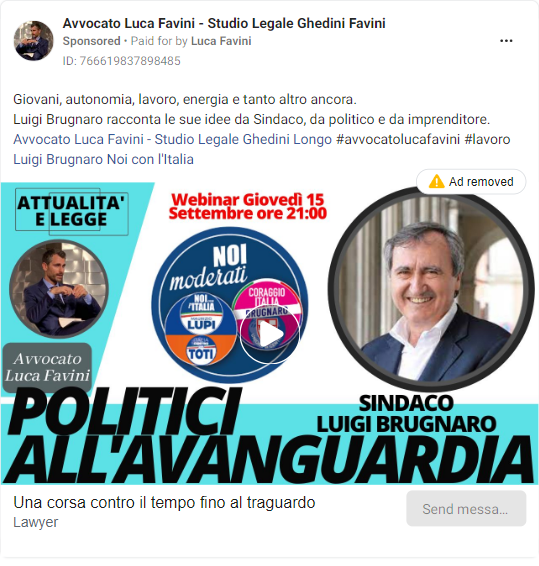 Avvocato Luca Favini - Studio Legale Ghedini Favini
Sponsored • Paid for by Luca Favini
ID: 766619837898485
Giovani, autonomia, lavoro, energia e tanto altro ancora.
Luigi Brugnaro racconta le sue idee da Sindaco, da politico e da imprenditore.
Avvocato Luca Favini - Studio Legale Ghedini Longo #avvocatolucafavini #lavoro
Luigi Brugnaro Noi con l'Italia
Ad removed
ATTUALITA'
E LEGGE
Webinar Giovedì 15
Settembre ore 21:00
NOI
moderati
NOI
L'ITALIA
LUPI
TOTI
CORAGGIO
ITALIA
BRUGNARO
Avvocato
Luca Favini
SINDACO
LUIGI BRUGNARO
POLITICI
ALL'AVANGUARDIA
Una corsa contro il tempo fino al traguardo
Lawyer
Send messa...